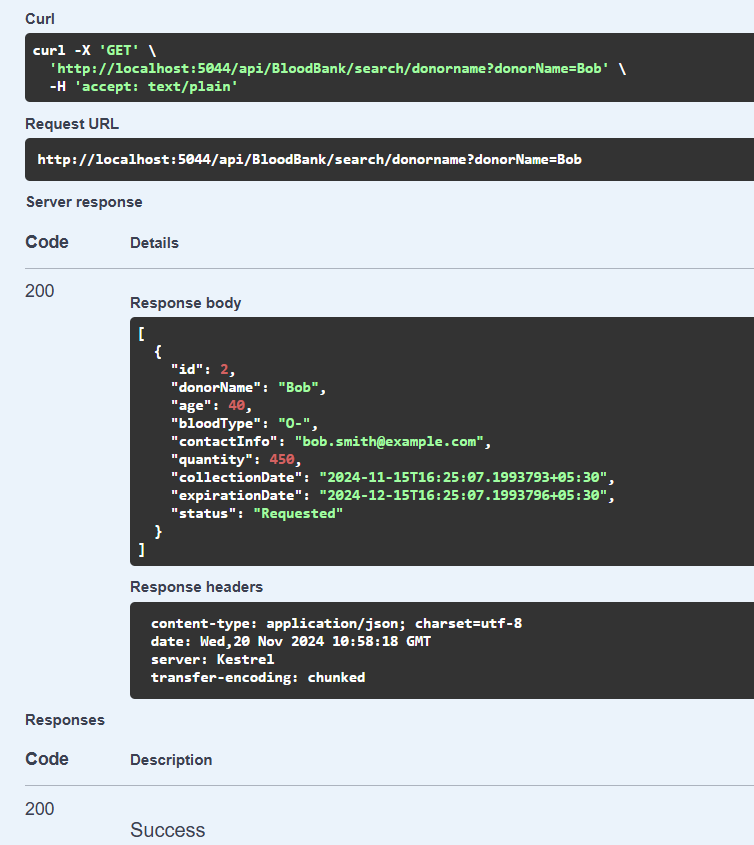 Curl
curl -X 'GET' \
  'http://localhost:5044/api/BloodBank/search/donorname?donorName=Bob' \
  -H 'accept: text/plain'
Request URL
http://localhost:5044/api/BloodBank/search/donorname?donorName=Bob
Server response
Code Details
200
Response body
[
  {
    "id": 2,
    "donorName": "Bob",
    "age": 40,
    "bloodType": "O-",
    "contactInfo": "bob.smith@example.com",
    "quantity": 450,
    "collectionDate": "2024-11-15T16:25:07.1993793+05:30",
    "expirationDate": "2024-12-15T16:25:07.1993796+05:30",
    "status": "Requested"
  }
]
Response headers
content-type: application/json; charset=utf-8
date: Wed,20 Nov 2024 10:58:18 GMT
server: Kestrel
transfer-encoding: chunked
Responses
Code Description
200
Success